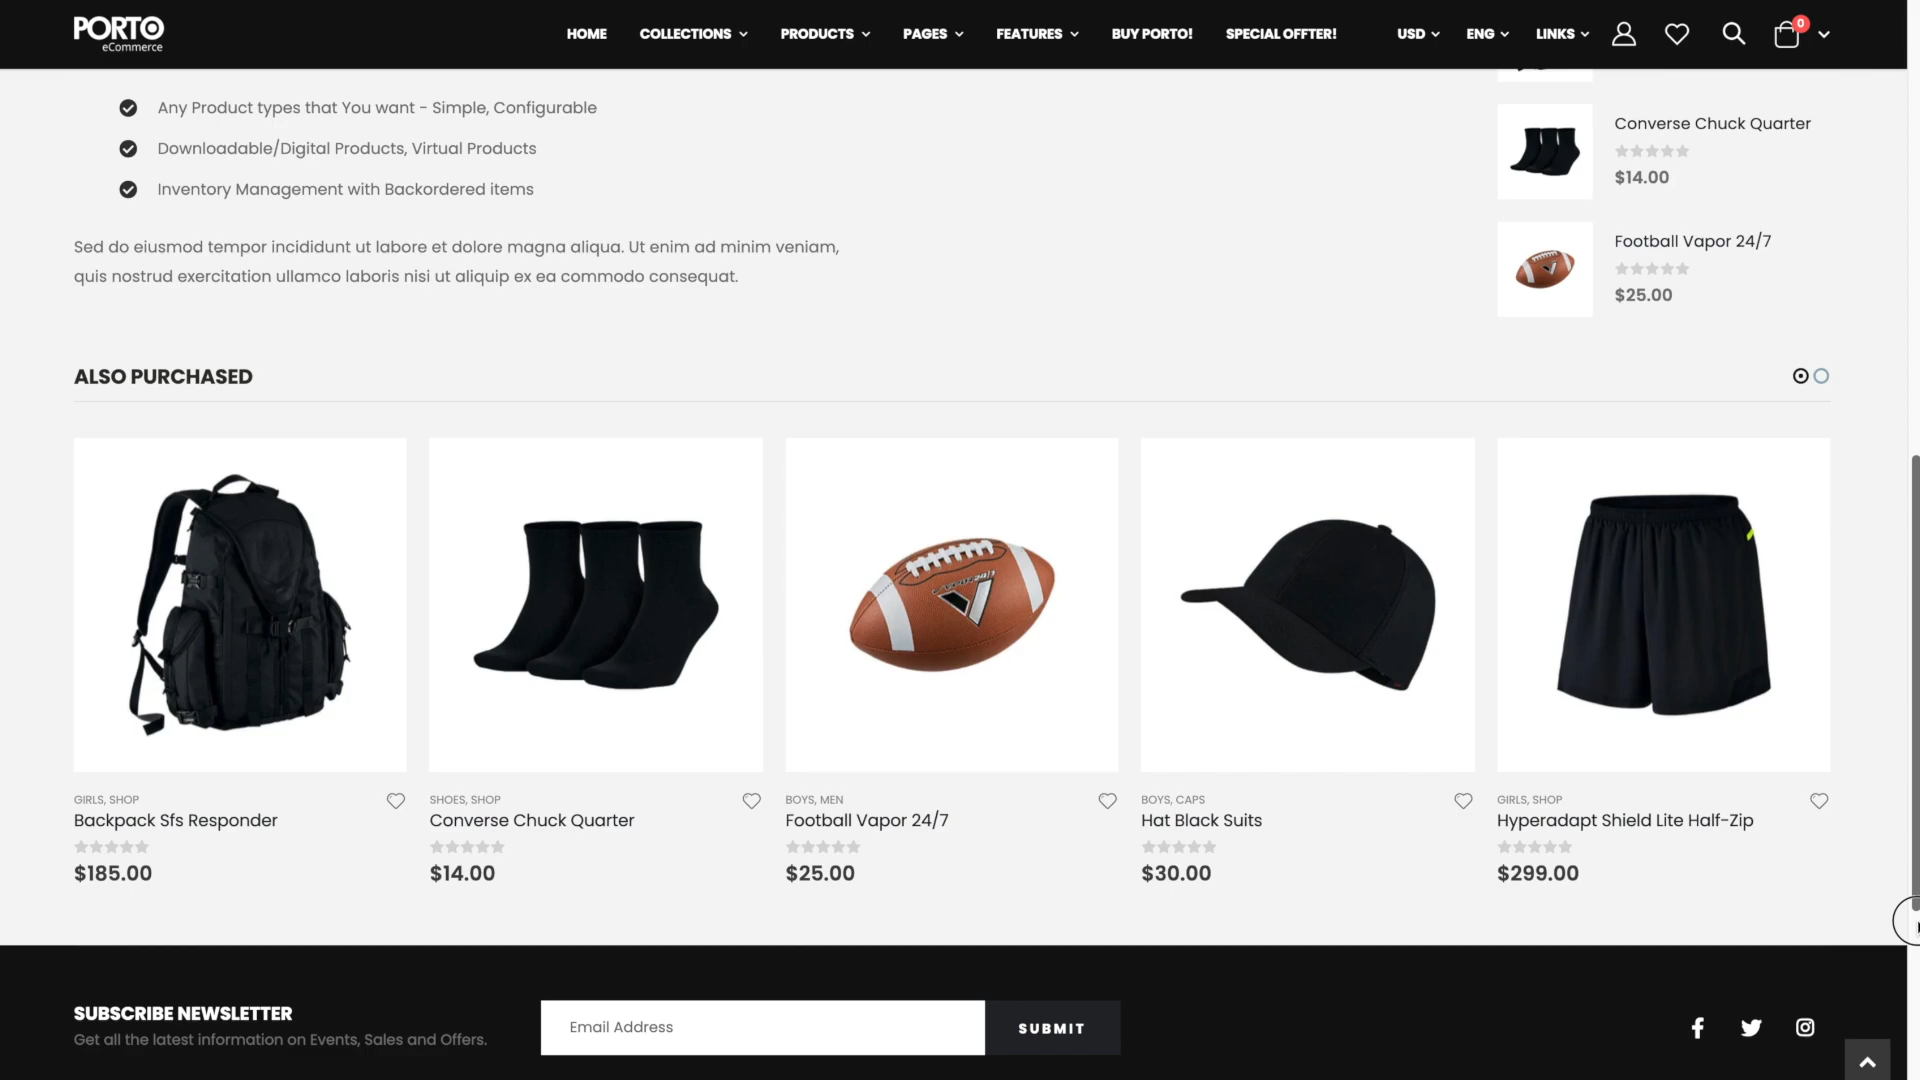 PORTO
eCommerce
HOME COLLECTIONS PRODUCTS PAGES FEATURES BUY PORTO! SPECIAL OFFTER! USD ENG LINKS 0
Any Product types that You want - Simple, Configurable
Downloadable/Digital Products, Virtual Products
Inventory Management with Backordered items
Sed do eiusmod tempor incididunt ut labore et dolore magna aliqua. Ut enim ad minim veniam,
quis nostrud exercitation ullamco laboris nisi ut aliquip ex ea commodo consequat.
Converse Chuck Quarter
$14.00
Football Vapor 24/7
$25.00
ALSO PURCHASED
GIRLS, SHOP
Backpack Sfs Responder
$185.00
SHOES, SHOP
Converse Chuck Quarter
$14.00
BOYS, MEN
Football Vapor 24/7
$25.00
BOYS, CAPS
Hat Black Suits
$30.00
GIRLS, SHOP
Hyperadapt Shield Lite Half-Zip
$299.00
SUBSCRIBE NEWSLETTER
Get all the latest information on Events, Sales and Offers.
Email Address
SUBMIT